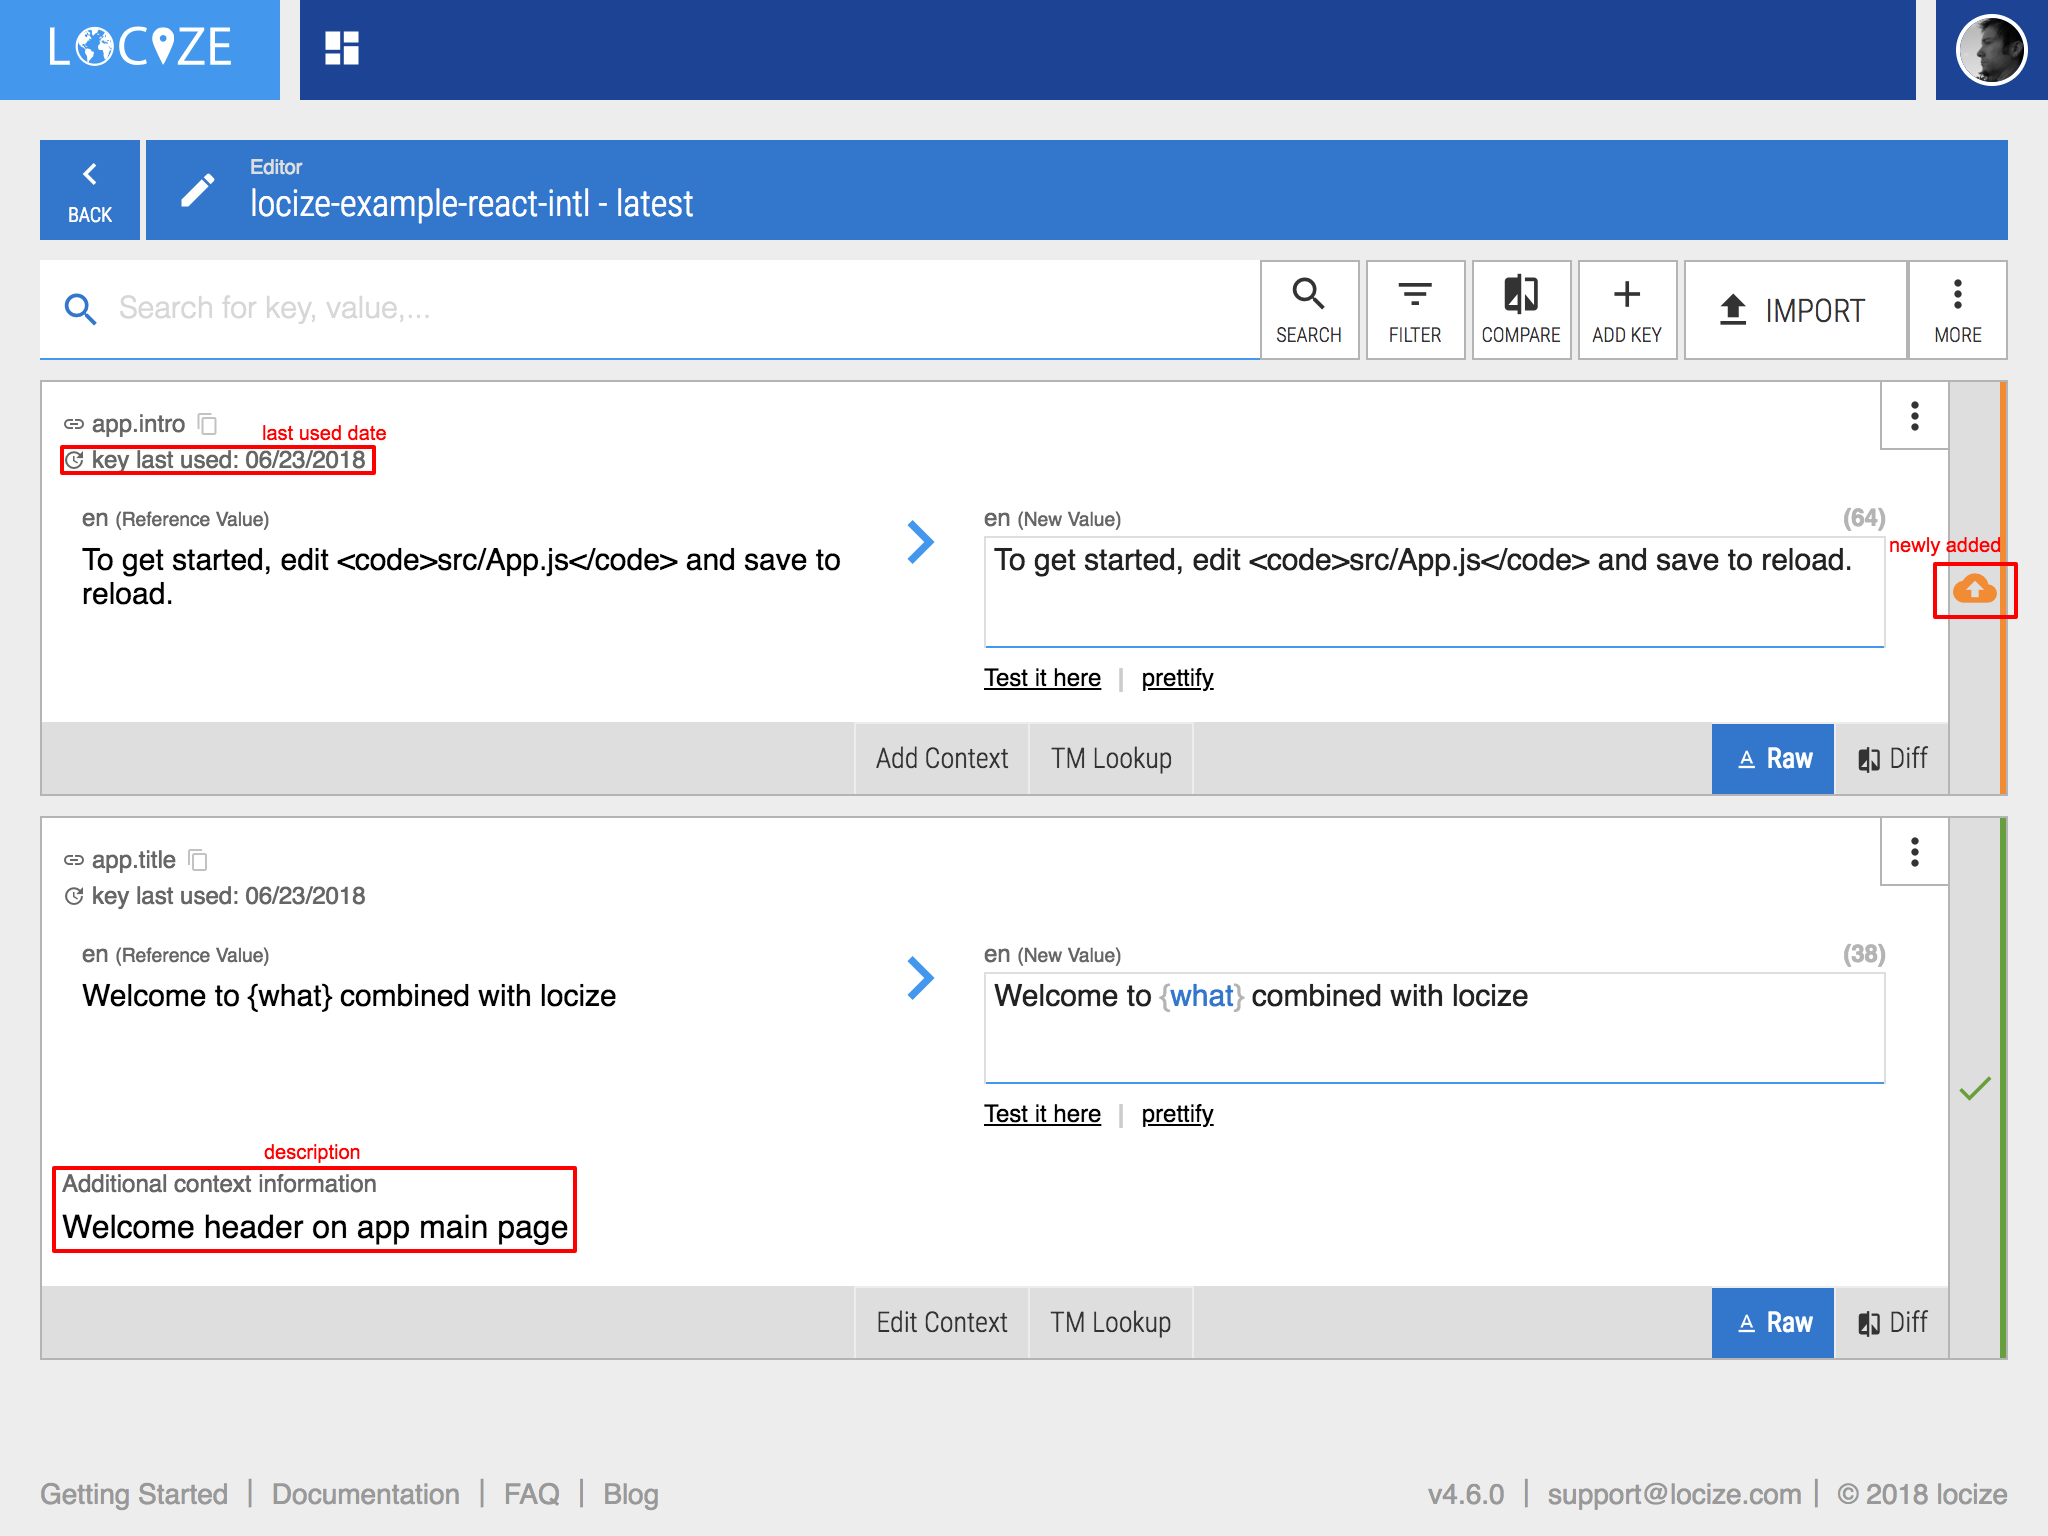 LOCIZE
BACK
Editor
locize-example-react-intl - latest
Search for key, value,...
SEARCH
FILTER
COMPARE
ADD KEY
IMPORT
MORE
app.intro
last used date
key last used: 06/23/2018
en (Reference Value)
To get started, edit <code>src/App.js</code> and save to
reload.
en (New Value)
(64)
To get started, edit <code>src/App.js</code> and save to reload.
newly added
Test it here | prettify
Add Context
TM Lookup
A Raw
Diff
app.title
key last used: 06/23/2018
en (Reference Value)
Welcome to {what} combined with locize
en (New Value)
(38)
Welcome to {what} combined with locize
Test it here | prettify
description
Additional context information
Welcome header on app main page
Edit Context
TM Lookup
A Raw
Diff
Getting Started | Documentation | FAQ | Blog
v4.6.0 | support@locize.com | © 2018 locize